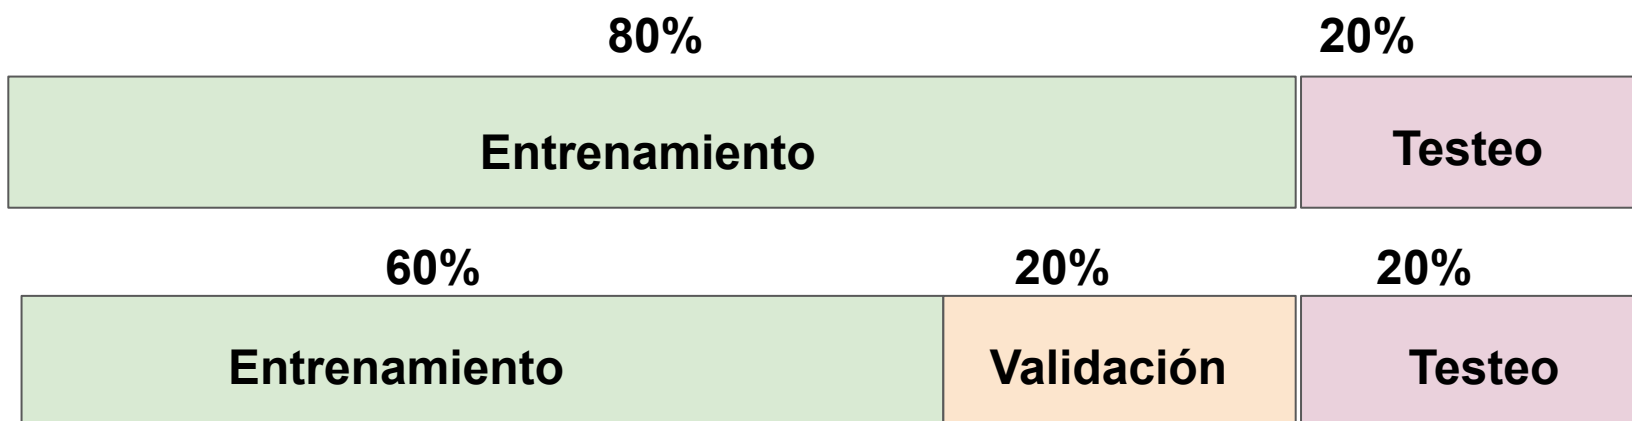 80% 20%
Entrenamiento Testeo
60% 20% 20%
Entrenamiento Validación Testeo